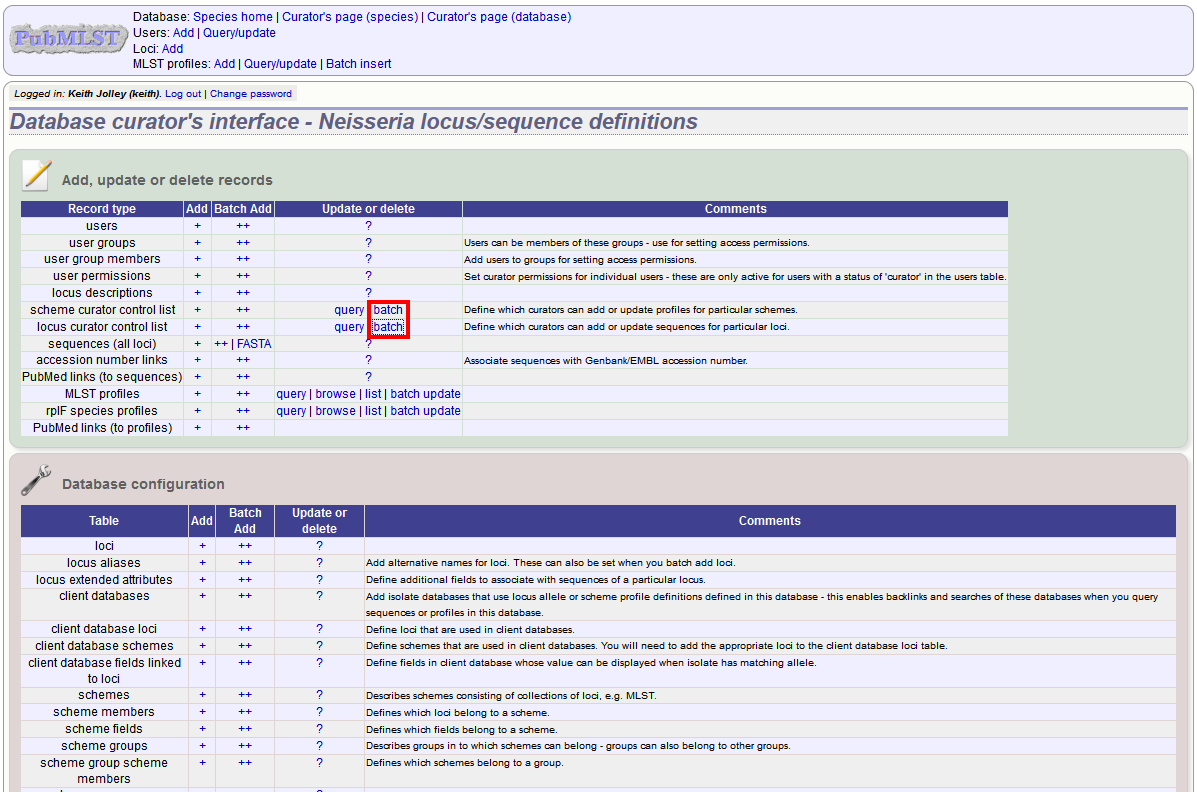 PubMLST
Database: Species home | Curator's page (species) | Curator's page (database)
Users: Add | Query/update
Loci: Add
MLST profiles: Add | Query/update | Batch insert
Logged in: Keith Jolley (keith). Log out | Change password
Database curator's interface - Neisseria locus/sequence definitions
Add, update or delete records
Record type Add Batch Add Update or delete Comments
users + ++ ?
user groups + ++ ? Users can be members of these groups - use for setting access permissions.
user group members + ++ ? Add users to groups for setting access permissions.
user permissions + ++ ? Set curator permissions for individual users - these are only active for users with a status of 'curator' in the users table.
locus descriptions + ++ ?
scheme curator control list + ++ query | batch Define which curators can add or update profiles for particular schemes.
locus curator control list + ++ query | batch Define which curators can add or update sequences for particular loci.
sequences (all loci) + ++ | FASTA ?
accession number links + ++ ? Associate sequences with Genbank/EMBL accession number.
PubMed links (to sequences) + ++ ?
MLST profiles + ++ query | browse | list | batch update
rplF species profiles + ++ query | browse | list | batch update
PubMed links (to profiles) + ++
Database configuration
Table Add Batch Add Update or delete Comments
loci + ++ ?
locus aliases + ++ ? Add alternative names for loci. These can also be set when you batch add loci.
locus extended attributes + ++ ? Define additional fields to associate with sequences of a particular locus.
client databases + ++ ? Add isolate databases that use locus allele or scheme profile definitions defined in this database - this enables backlinks and searches of these databases when you query
sequences or profiles in this database.
client database loci + ++ ? Define loci that are used in client databases.
client database schemes + ++ ? Define schemes that are used in client databases. You will need to add the appropriate loci to the client database loci table.
client database fields linked + ++ ? Define fields in client database whose value can be displayed when isolate has matching allele.
to loci
schemes + ++ ? Describes schemes consisting of collections of loci, e.g. MLST.
scheme members + ++ ? Defines which loci belong to a scheme.
scheme fields + ++ ? Defines which fields belong to a scheme.
scheme groups + ++ ? Describes groups in to which schemes can belong - groups can also belong to other groups.
scheme group scheme + ++ ? Defines which schemes belong to a group.
members